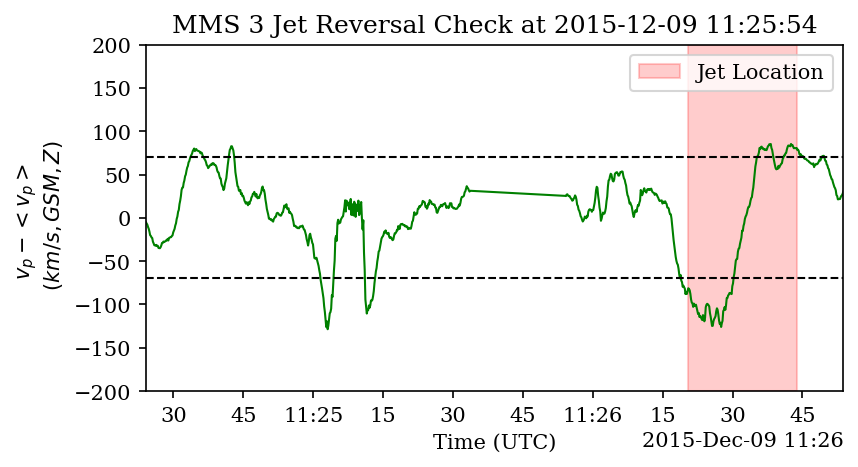 MMS 3 Jet Reversal Check at 2015-12-09 11:25:54
Jet Location
200
150
100
50
0
−50
−100
−150
−200
v_p − < v_p >
(km/s, GSM, Z)
30 45 11:25 15 30 45 11:26 15 30 45
Time (UTC)
2015-Dec-09 11:26